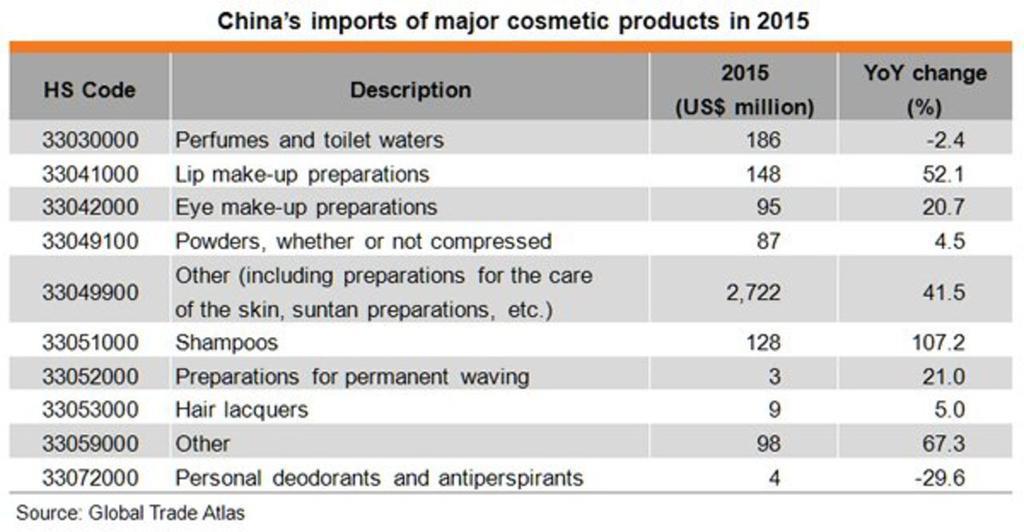 China's imports of major cosmetic products in 2015
HS Code Description 2015 (US$ million) YoY change (%)
33030000 Perfumes and toilet waters 186 -2.4
33041000 Lip make-up preparations 148 52.1
33042000 Eye make-up preparations 95 20.7
33049100 Powders, whether or not compressed 87 4.5
33049900 Other (including preparations for the care
of the skin, suntan preparations, etc.) 2,722 41.5
33051000 Shampoos 128 107.2
33052000 Preparations for permanent waving 3 21.0
33053000 Hair lacquers 9 5.0
33059000 Other 98 67.3
33072000 Personal deodorants and antiperspirants 4 -29.6
Source: Global Trade Atlas